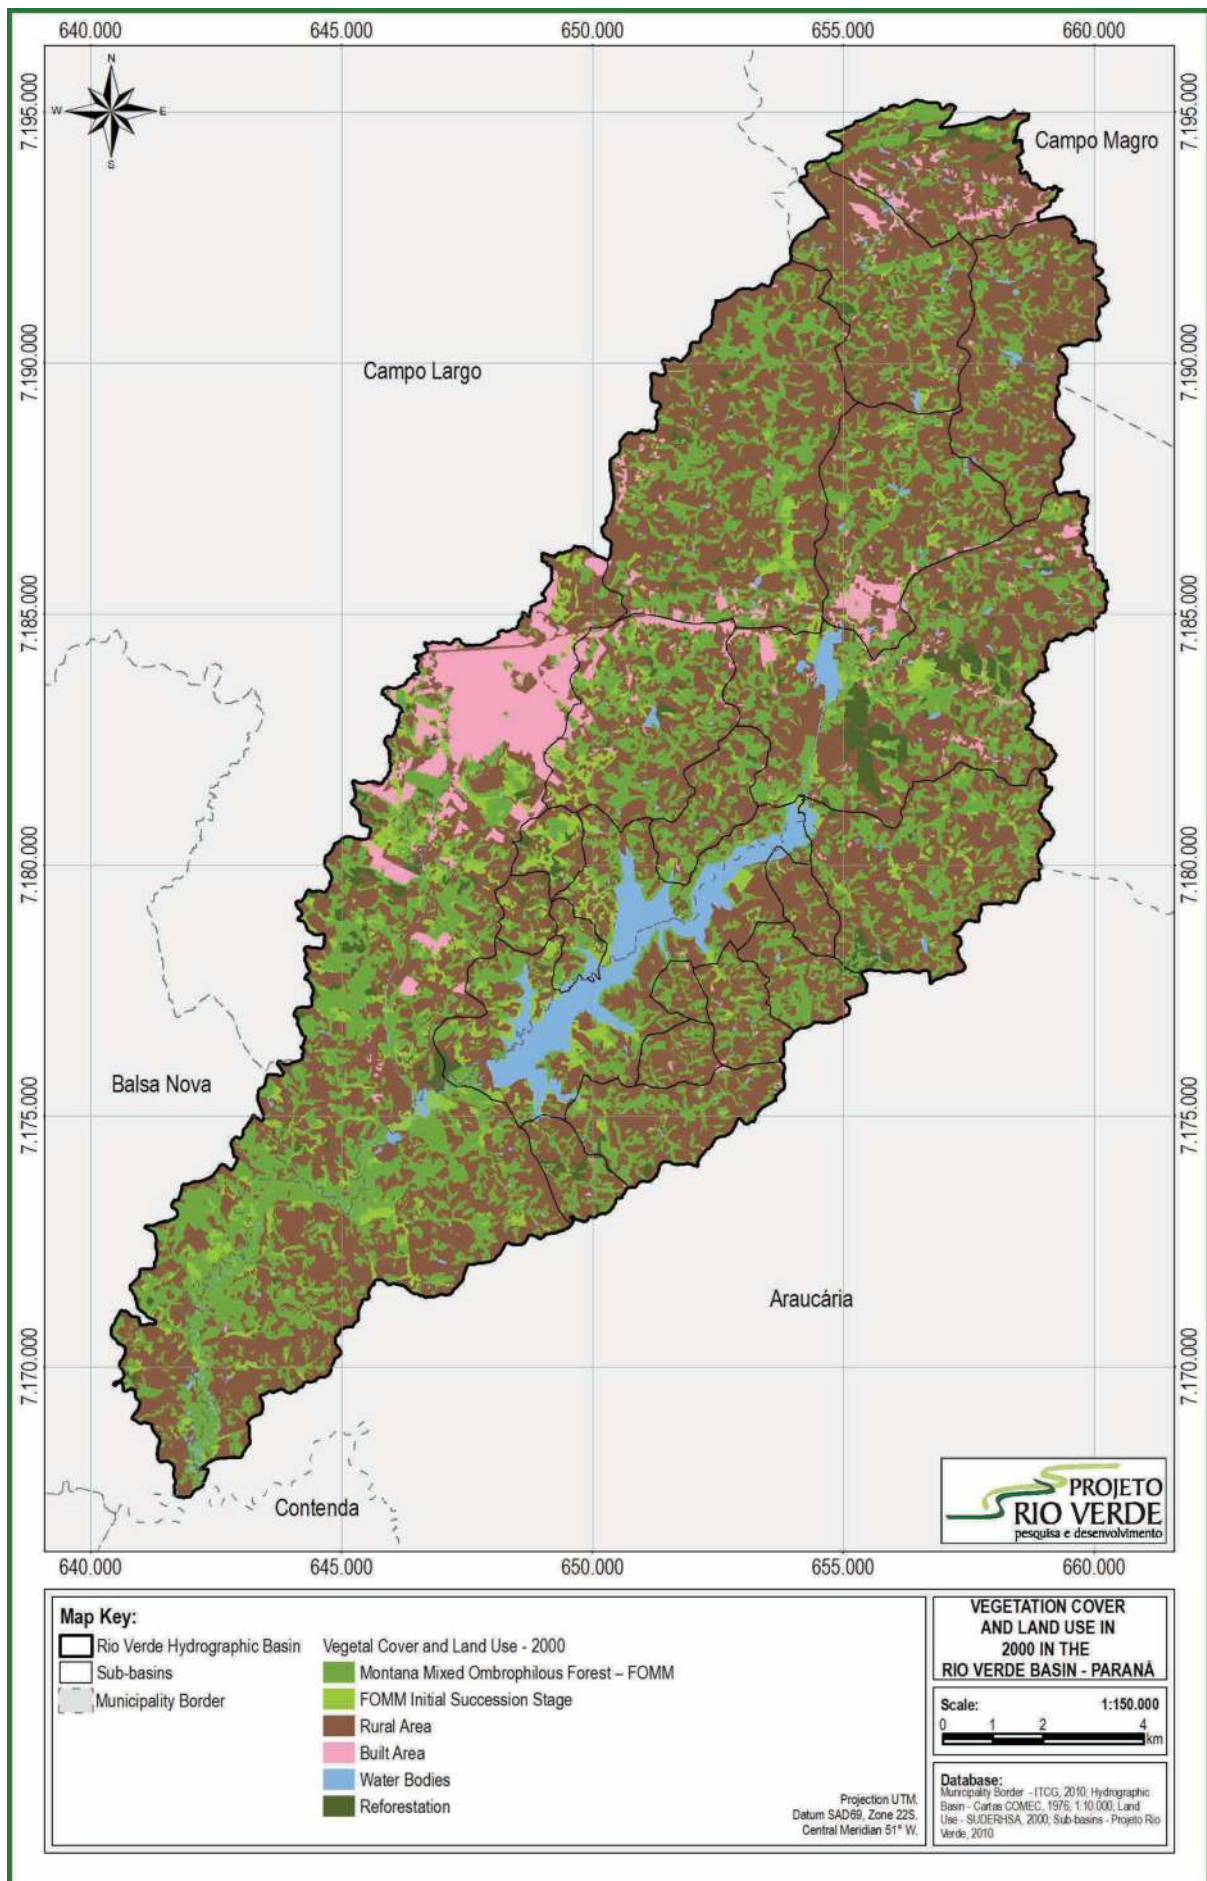 640.000 645.000 650.000 655.000 660.000
N
W E
S
7.195.000 7.195.000
Campo Magro
7.190.000 7.190.000
Campo Largo
7.185.000 7.185.000
7.180.000 7.180.000
Balsa Nova
7.175.000 7.175.000
Araucária
7.170.000 7.170.000
Contenda
PROJETO
RIO VERDE
pesquisa e desenvolvimento
640.000 645.000 650.000 655.000 660.000
Map Key:
Rio Verde Hydrographic Basin
Sub-basins
Municipality Border
Vegetal Cover and Land Use - 2000
Montana Mixed Ombrophilous Forest – FOMM
FOMM Initial Succession Stage
Rural Area
Built Area
Water Bodies
Reforestation
Projection UTM.
Datum SAD69, Zone 22S.
Central Meridian 51° W.
VEGETATION COVER
AND LAND USE IN
2000 IN THE
RIO VERDE BASIN - PARANÁ
Scale: 1:150.000
0 1 2 4
km
Database:
Municipality Border - ITCG, 2010; Hydrographic
Basin - Cartas COMEC, 1976, 1:10.000; Land
Use - SUDERHSA, 2000; Sub-basins - Projeto Rio
Verde, 2010.